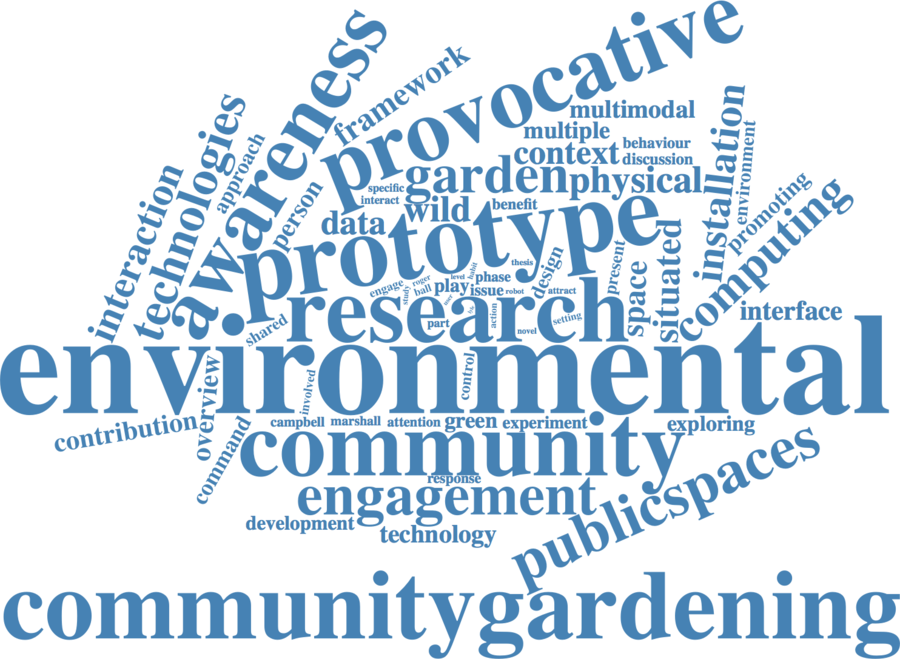 awareness
framework
provocative
multimodal
multiple
context
behaviour
discussion
installation
environment
technologies
approach
interaction
person
specific
interact
garden
physical
promoting
computing
data
wild
benefit
prototype
situated
space
present
design
thesis
habit
level
phase
roger
engage
study
ball
play
issue
robot
attract
user
action
part
novel
setting
research
shared
interface
environmental
overview
involved
control
contribution
command
campbell
marshall
attention
green
experiment
exploring
community
response
publicspaces
engagement
development
technology
communitygardening